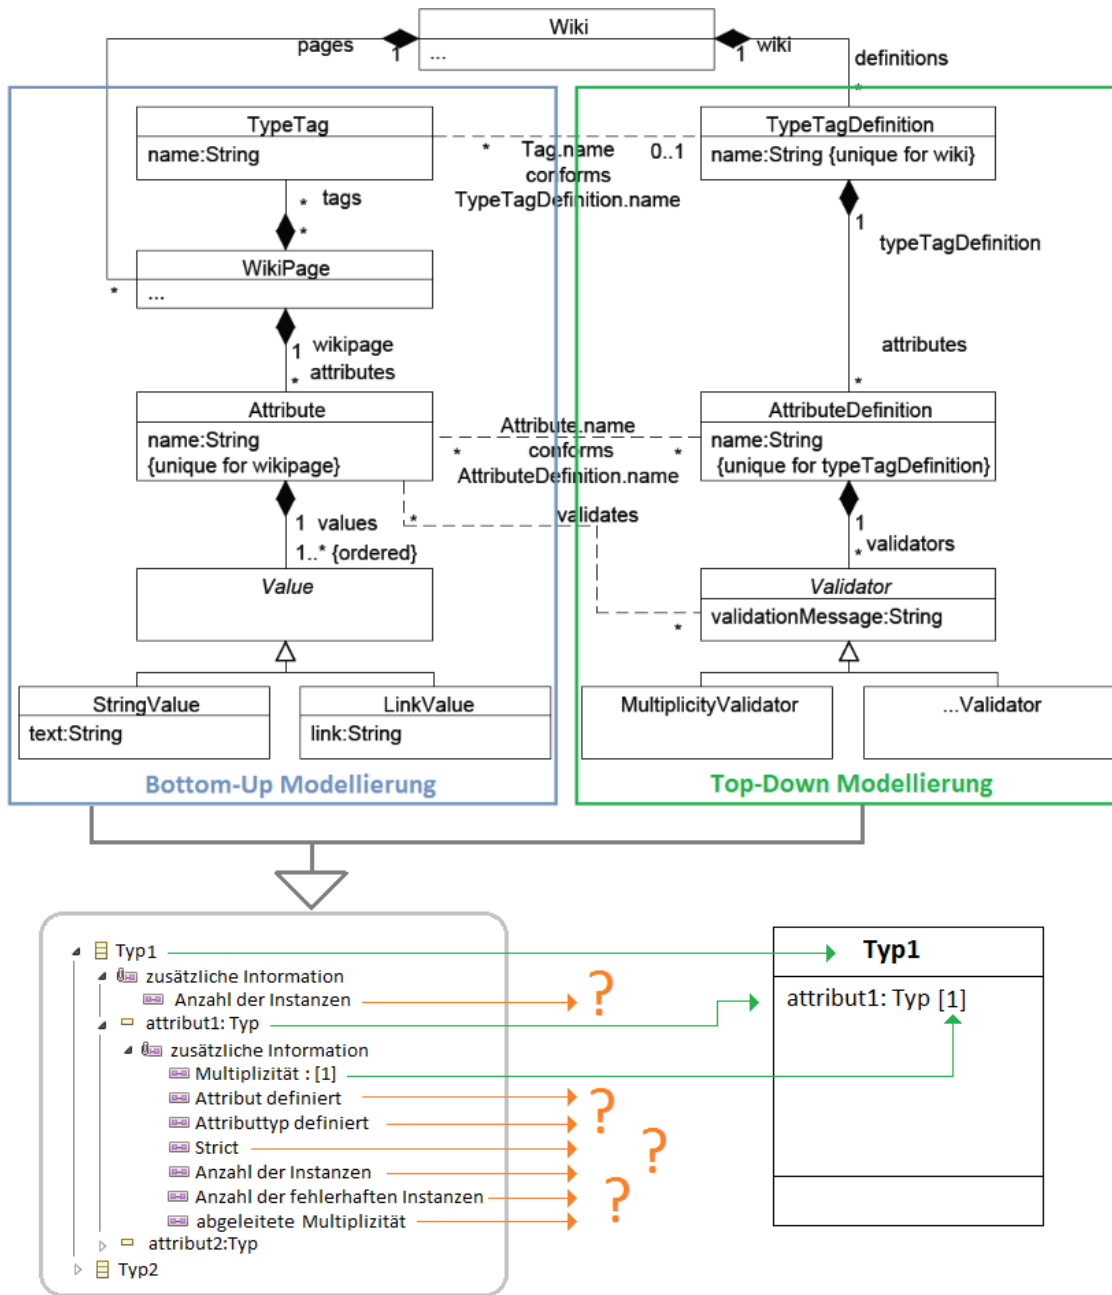 Wiki
...
pages
1
1
wiki
definitions
*
TypeTag
name:String
*
Tag.name
conforms
TypeTagDefinition.name
0..1
TypeTagDefinition
name:String {unique for wiki}
*
tags
*
1
typeTagDefinition
WikiPage
...
*
1
wikipage
*
attributes
attributes
*
Attribute
name:String
{unique for wikipage}
Attribute.name
*
conforms
*
AttributeDefinition.name
AttributeDefinition
name:String
{unique for typeTagDefinition}
1
values
1..* {ordered}
*
validates
*
1
*
validators
Value
Validator
validationMessage:String
StringValue
text:String
LinkValue
link:String
MultiplicityValidator
...Validator
Bottom-Up Modellierung
Top-Down Modellierung
Typ1
zusätzliche Information
Anzahl der Instanzen
?
attribut1: Typ
zusätzliche Information
Multiplizität : [1]
Attribut definiert
?
Attributtyp definiert
Strict
?
Anzahl der Instanzen
Anzahl der fehlerhaften Instanzen
?
abgeleitete Multiplizität
attribut2:Typ
Typ2
Typ1
attribut1: Typ [1]